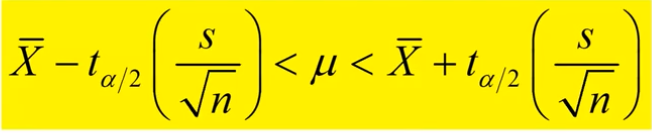 X̄ − t_{α/2} (s/√n) < μ < X̄ + t_{α/2} (s/√n)